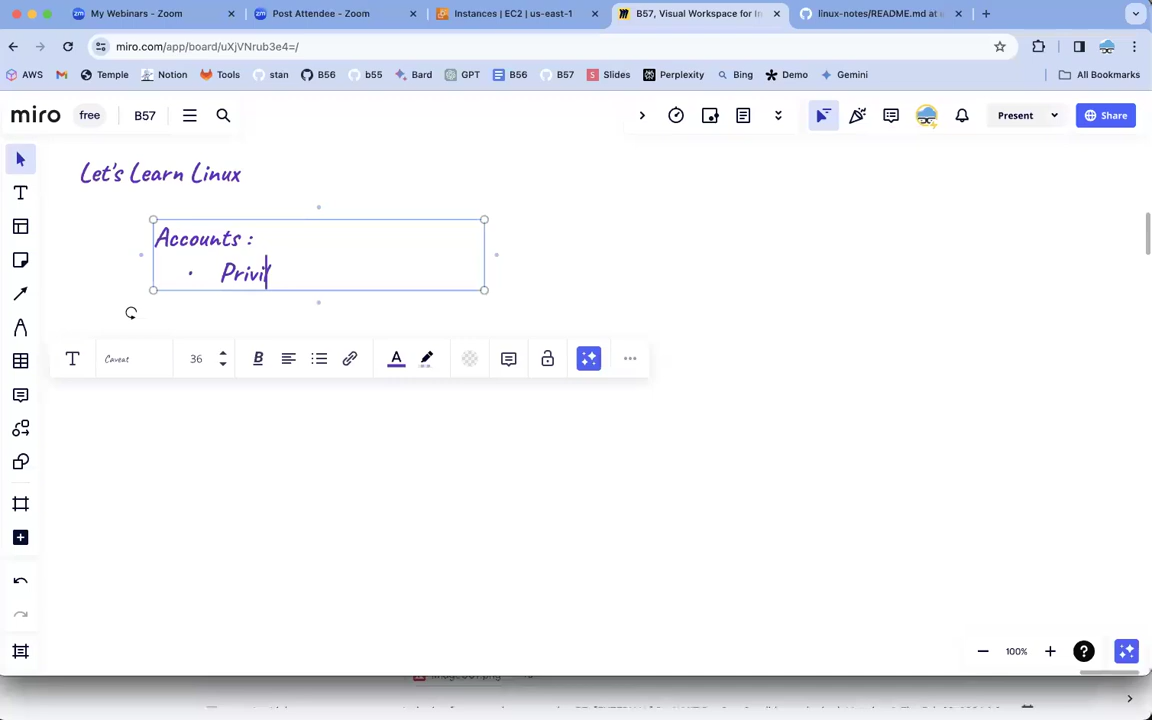 My Webinars - Zoom
Post Attendee - Zoom
Instances | EC2 | us-east-1
B57, Visual Workspace for In
linux-notes/README.md at
miro.com/app/board/uXjVNrub3e4=/
AWS
Temple
Notion
Tools
stan
B56
b55
Bard
GPT
B56
B57
Slides
Perplexity
Bing
Demo
Gemini
All Bookmarks
miro
free
B57
Present
Share
Let's Learn Linux
Accounts :
• Privil
Caveat
36
B
A
100%